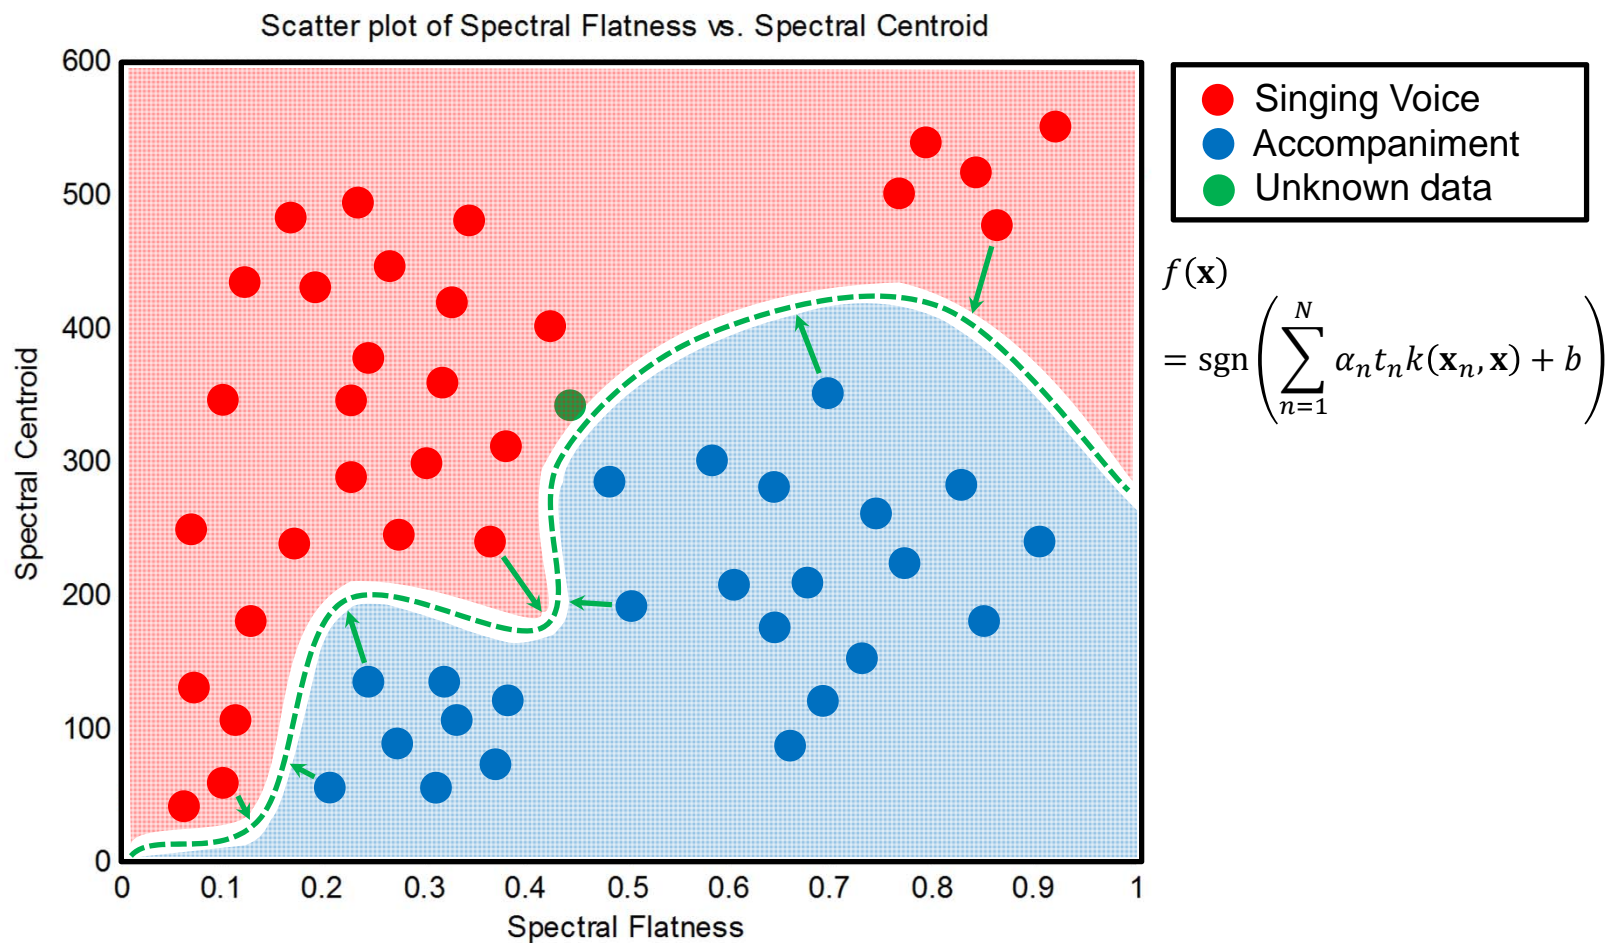 Scatter plot of Spectral Flatness vs. Spectral Centroid
600
500
400
300
200
100
0
Spectral Centroid
0 0.1 0.2 0.3 0.4 0.5 0.6 0.7 0.8 0.9 1
Spectral Flatness
Singing Voice
Accompaniment
Unknown data
f(𝐱)
= sgn(∑_{n=1}^{N} α_n t_n k(𝐱_n, 𝐱) + b)